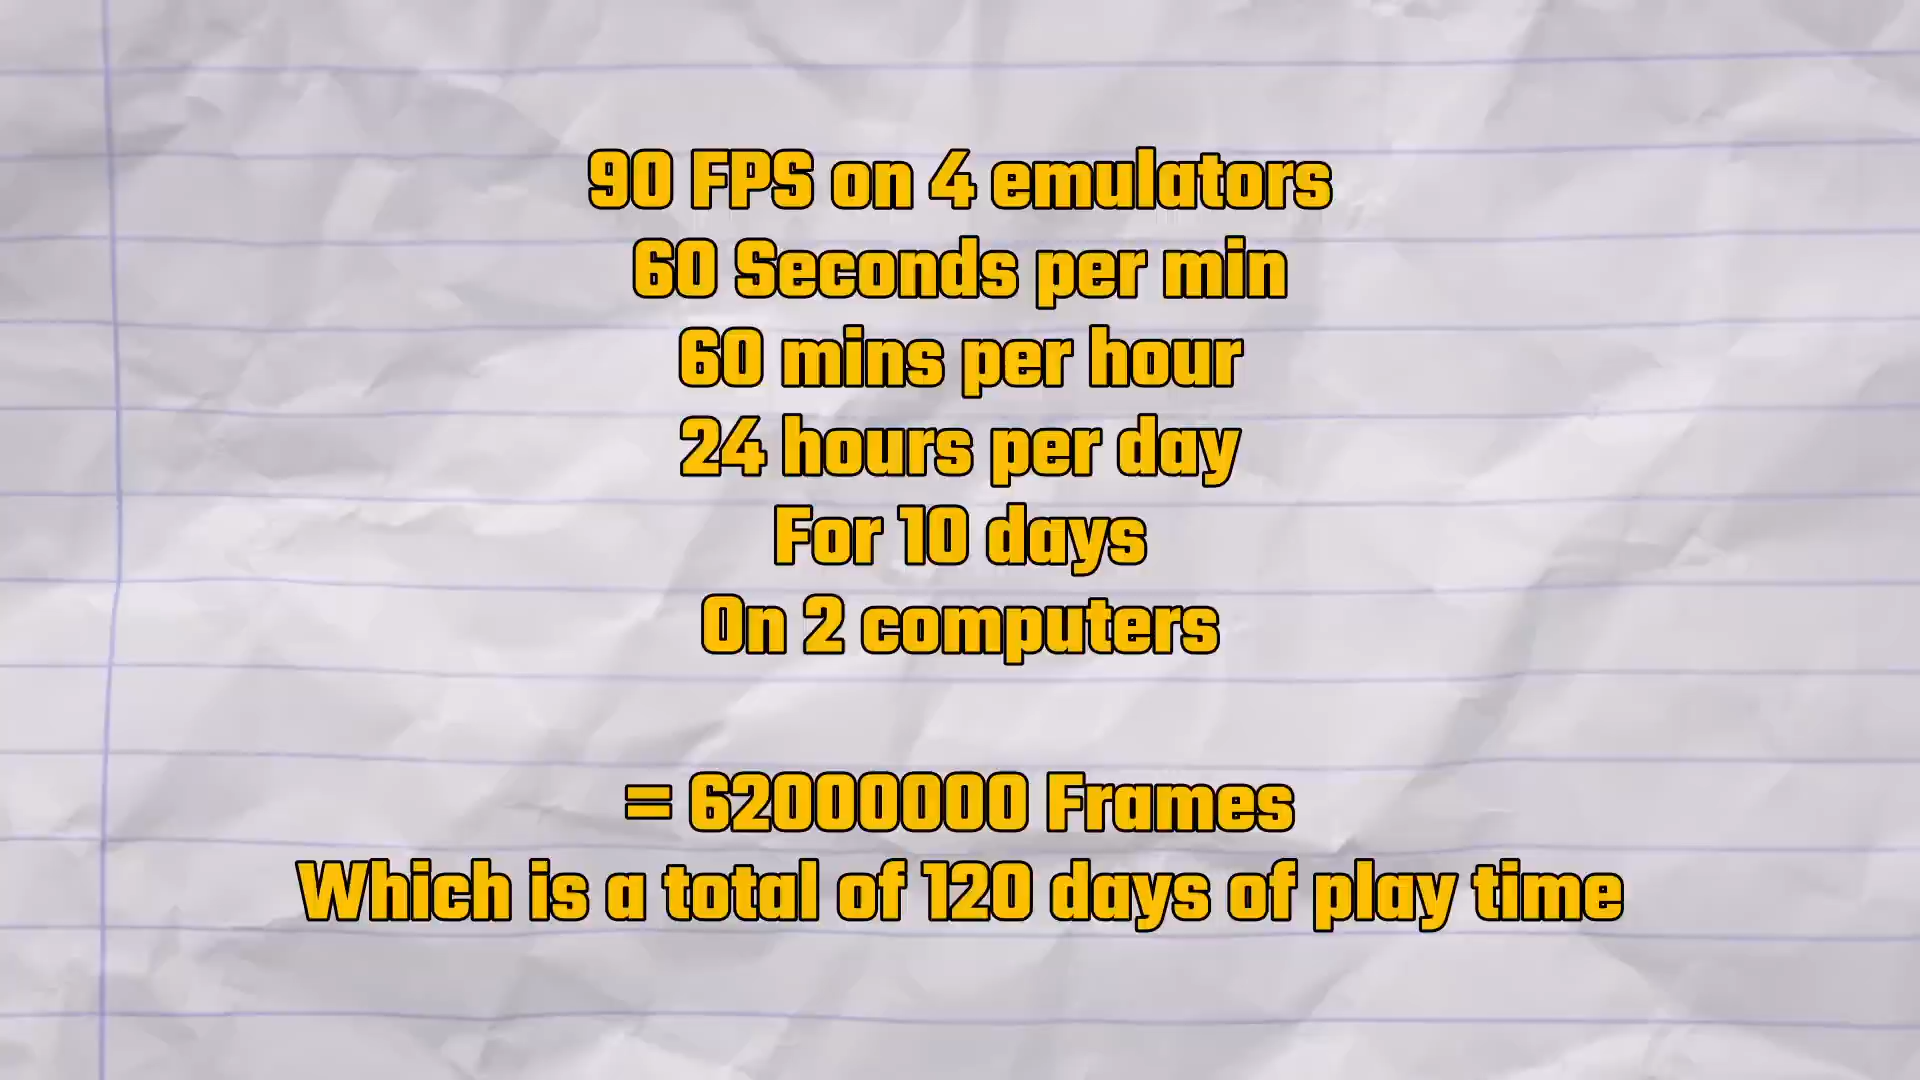 90 FPS on 4 emulators
60 Seconds per min
60 mins per hour
24 hours per day
For 10 days
On 2 computers
= 62000000 Frames
Which is a total of 120 days of play time